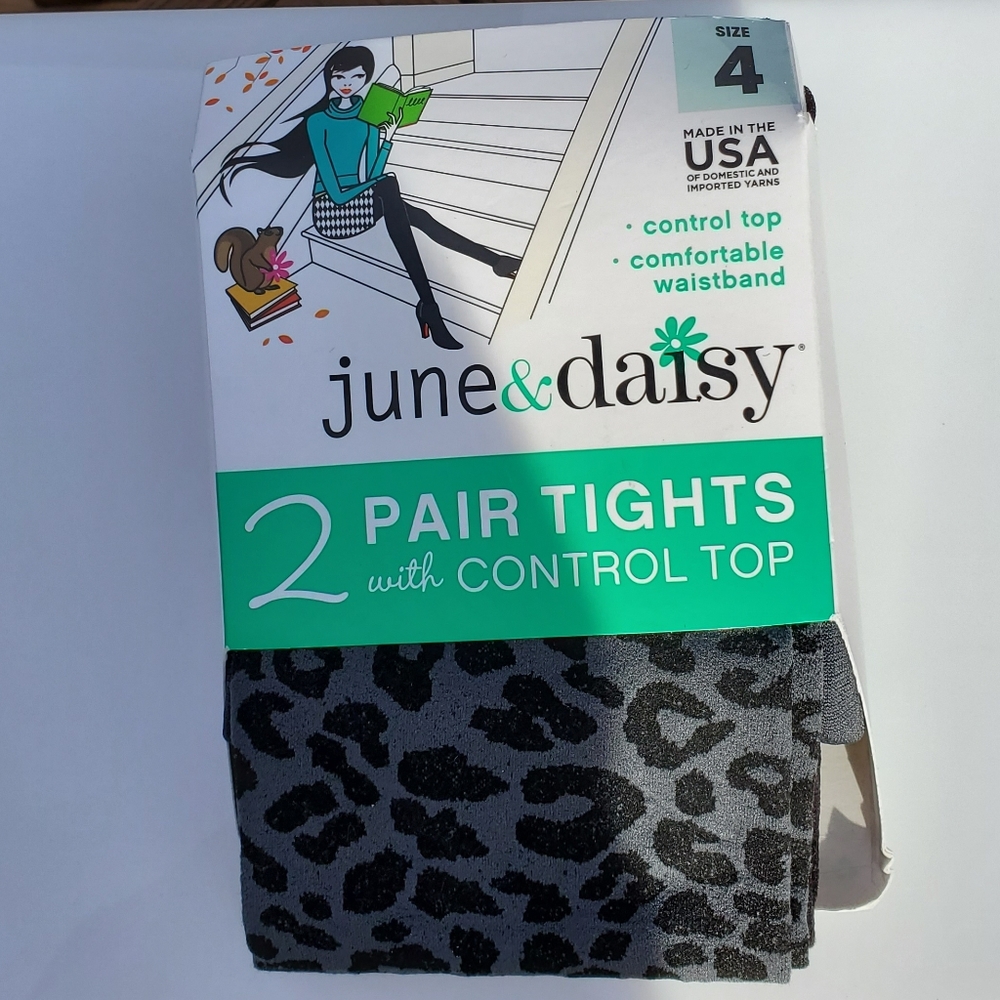 SIZE
4
MADE IN THE
USA
OF DOMESTIC AND
IMPORTED YARNS
• control top
• comfortable
waistband
june&daisy®
2 PAIR TIGHTS
with CONTROL TOP